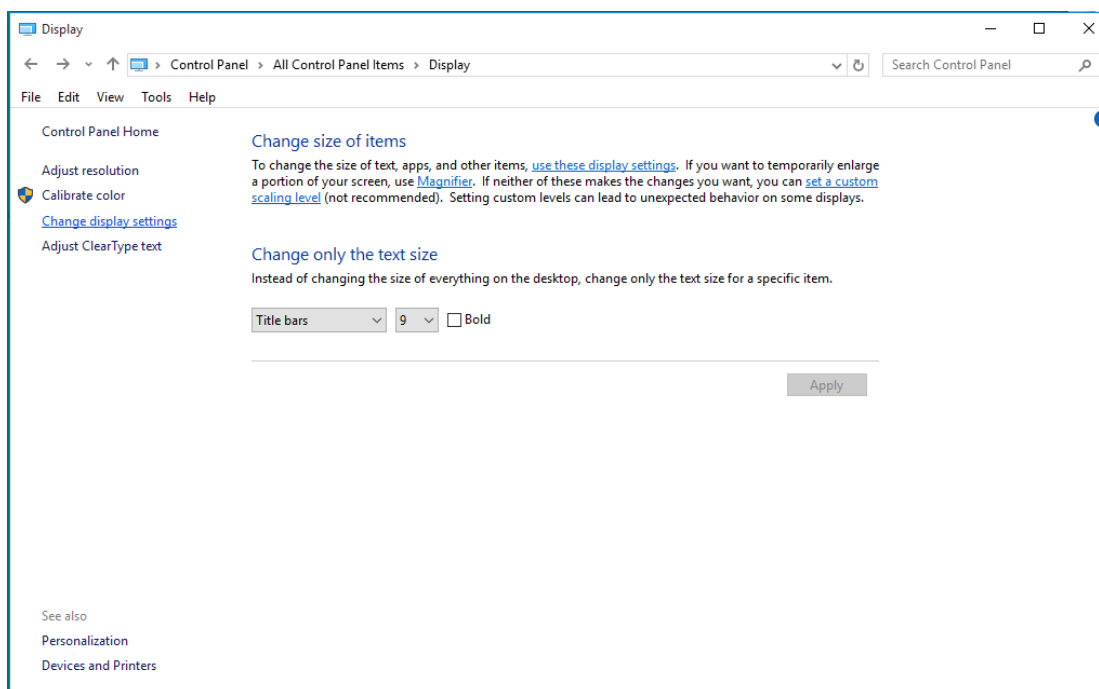 Display
Control Panel > All Control Panel Items > Display
Search Control Panel
File Edit View Tools Help
Control Panel Home
Adjust resolution
Calibrate color
Change display settings
Adjust ClearType text
Change size of items
To change the size of text, apps, and other items, use these display settings. If you want to temporarily enlarge
a portion of your screen, use Magnifier. If neither of these makes the changes you want, you can set a custom
scaling level (not recommended). Setting custom levels can lead to unexpected behavior on some displays.
Change only the text size
Instead of changing the size of everything on the desktop, change only the text size for a specific item.
Title bars 9 Bold
Apply
See also
Personalization
Devices and Printers